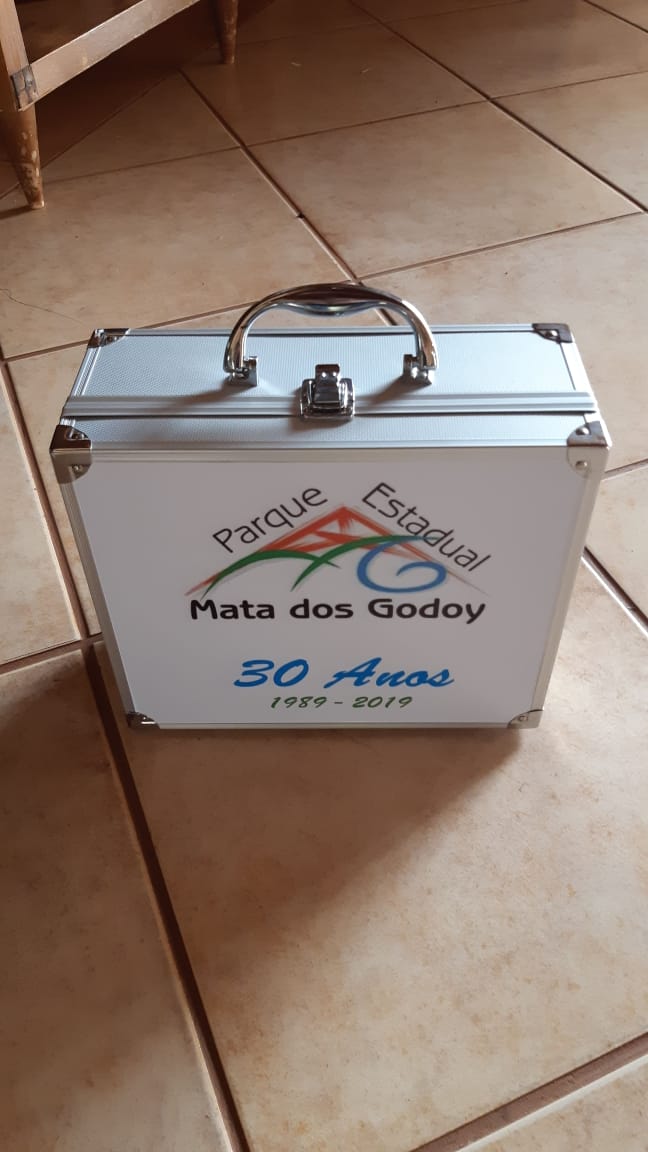 Parque Estadual
Mata dos Godoy
30 Anos
1989 - 2019